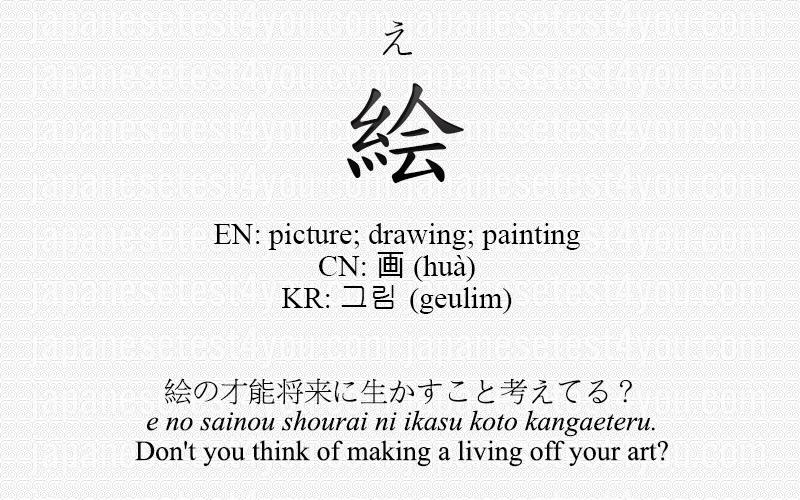 え
絵
EN: picture; drawing; painting
CN: 画 (huà)
KR: 그림 (geulim)
絵の才能将来に生かすこと考えてる？
e no sainou shourai ni ikasu koto kangaeteru.
Don't you think of making a living off your art?
japanesetest4you.com